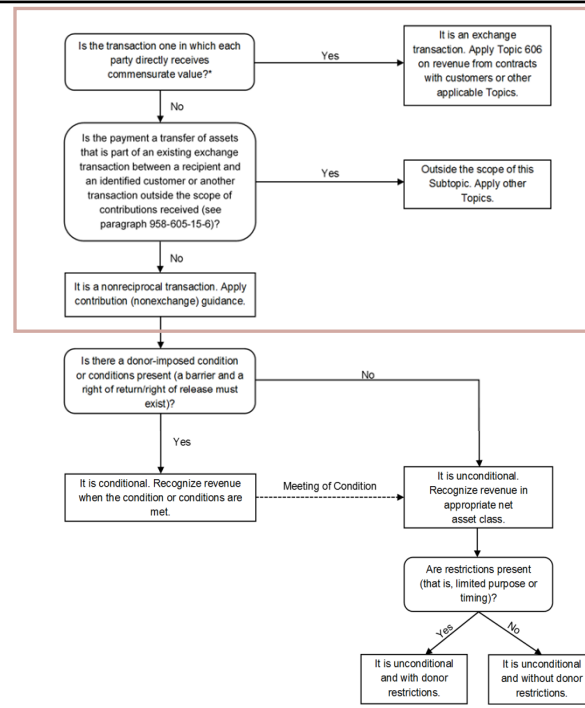 Is the transaction one in which each
party directly receives
commensurate value?*
Yes
It is an exchange
transaction. Apply Topic 606
on revenue from contracts
with customers or other
applicable Topics.
No
Is the payment a transfer of assets
that is part of an existing exchange
transaction between a recipient and
an identified customer or another
transaction outside the scope of
contributions received (see
paragraph 958-605-15-6)?
Yes
Outside the scope of this
Subtopic. Apply other
Topics.
No
It is a nonreciprocal transaction. Apply
contribution (nonexchange) guidance.
Is there a donor-imposed condition
or conditions present (a barrier and a
right of return/right of release must
exist)?
No
Yes
It is conditional. Recognize revenue
when the condition or conditions are
met.
Meeting of Condition
It is unconditional.
Recognize revenue in
appropriate net
asset class.
Are restrictions present
(that is, limited purpose or
timing)?
Yes
No
It is unconditional
and with donor
restrictions.
It is unconditional
and without donor
restrictions.